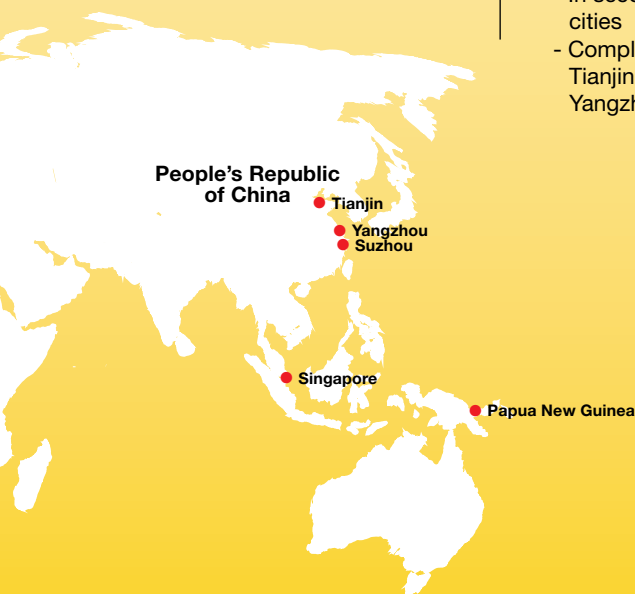 cities
- Compl
Tianjin
Yangzh
People's Republic
of China
Tianjin
Yangzhou
Suzhou
Singapore
Papua New Guinea